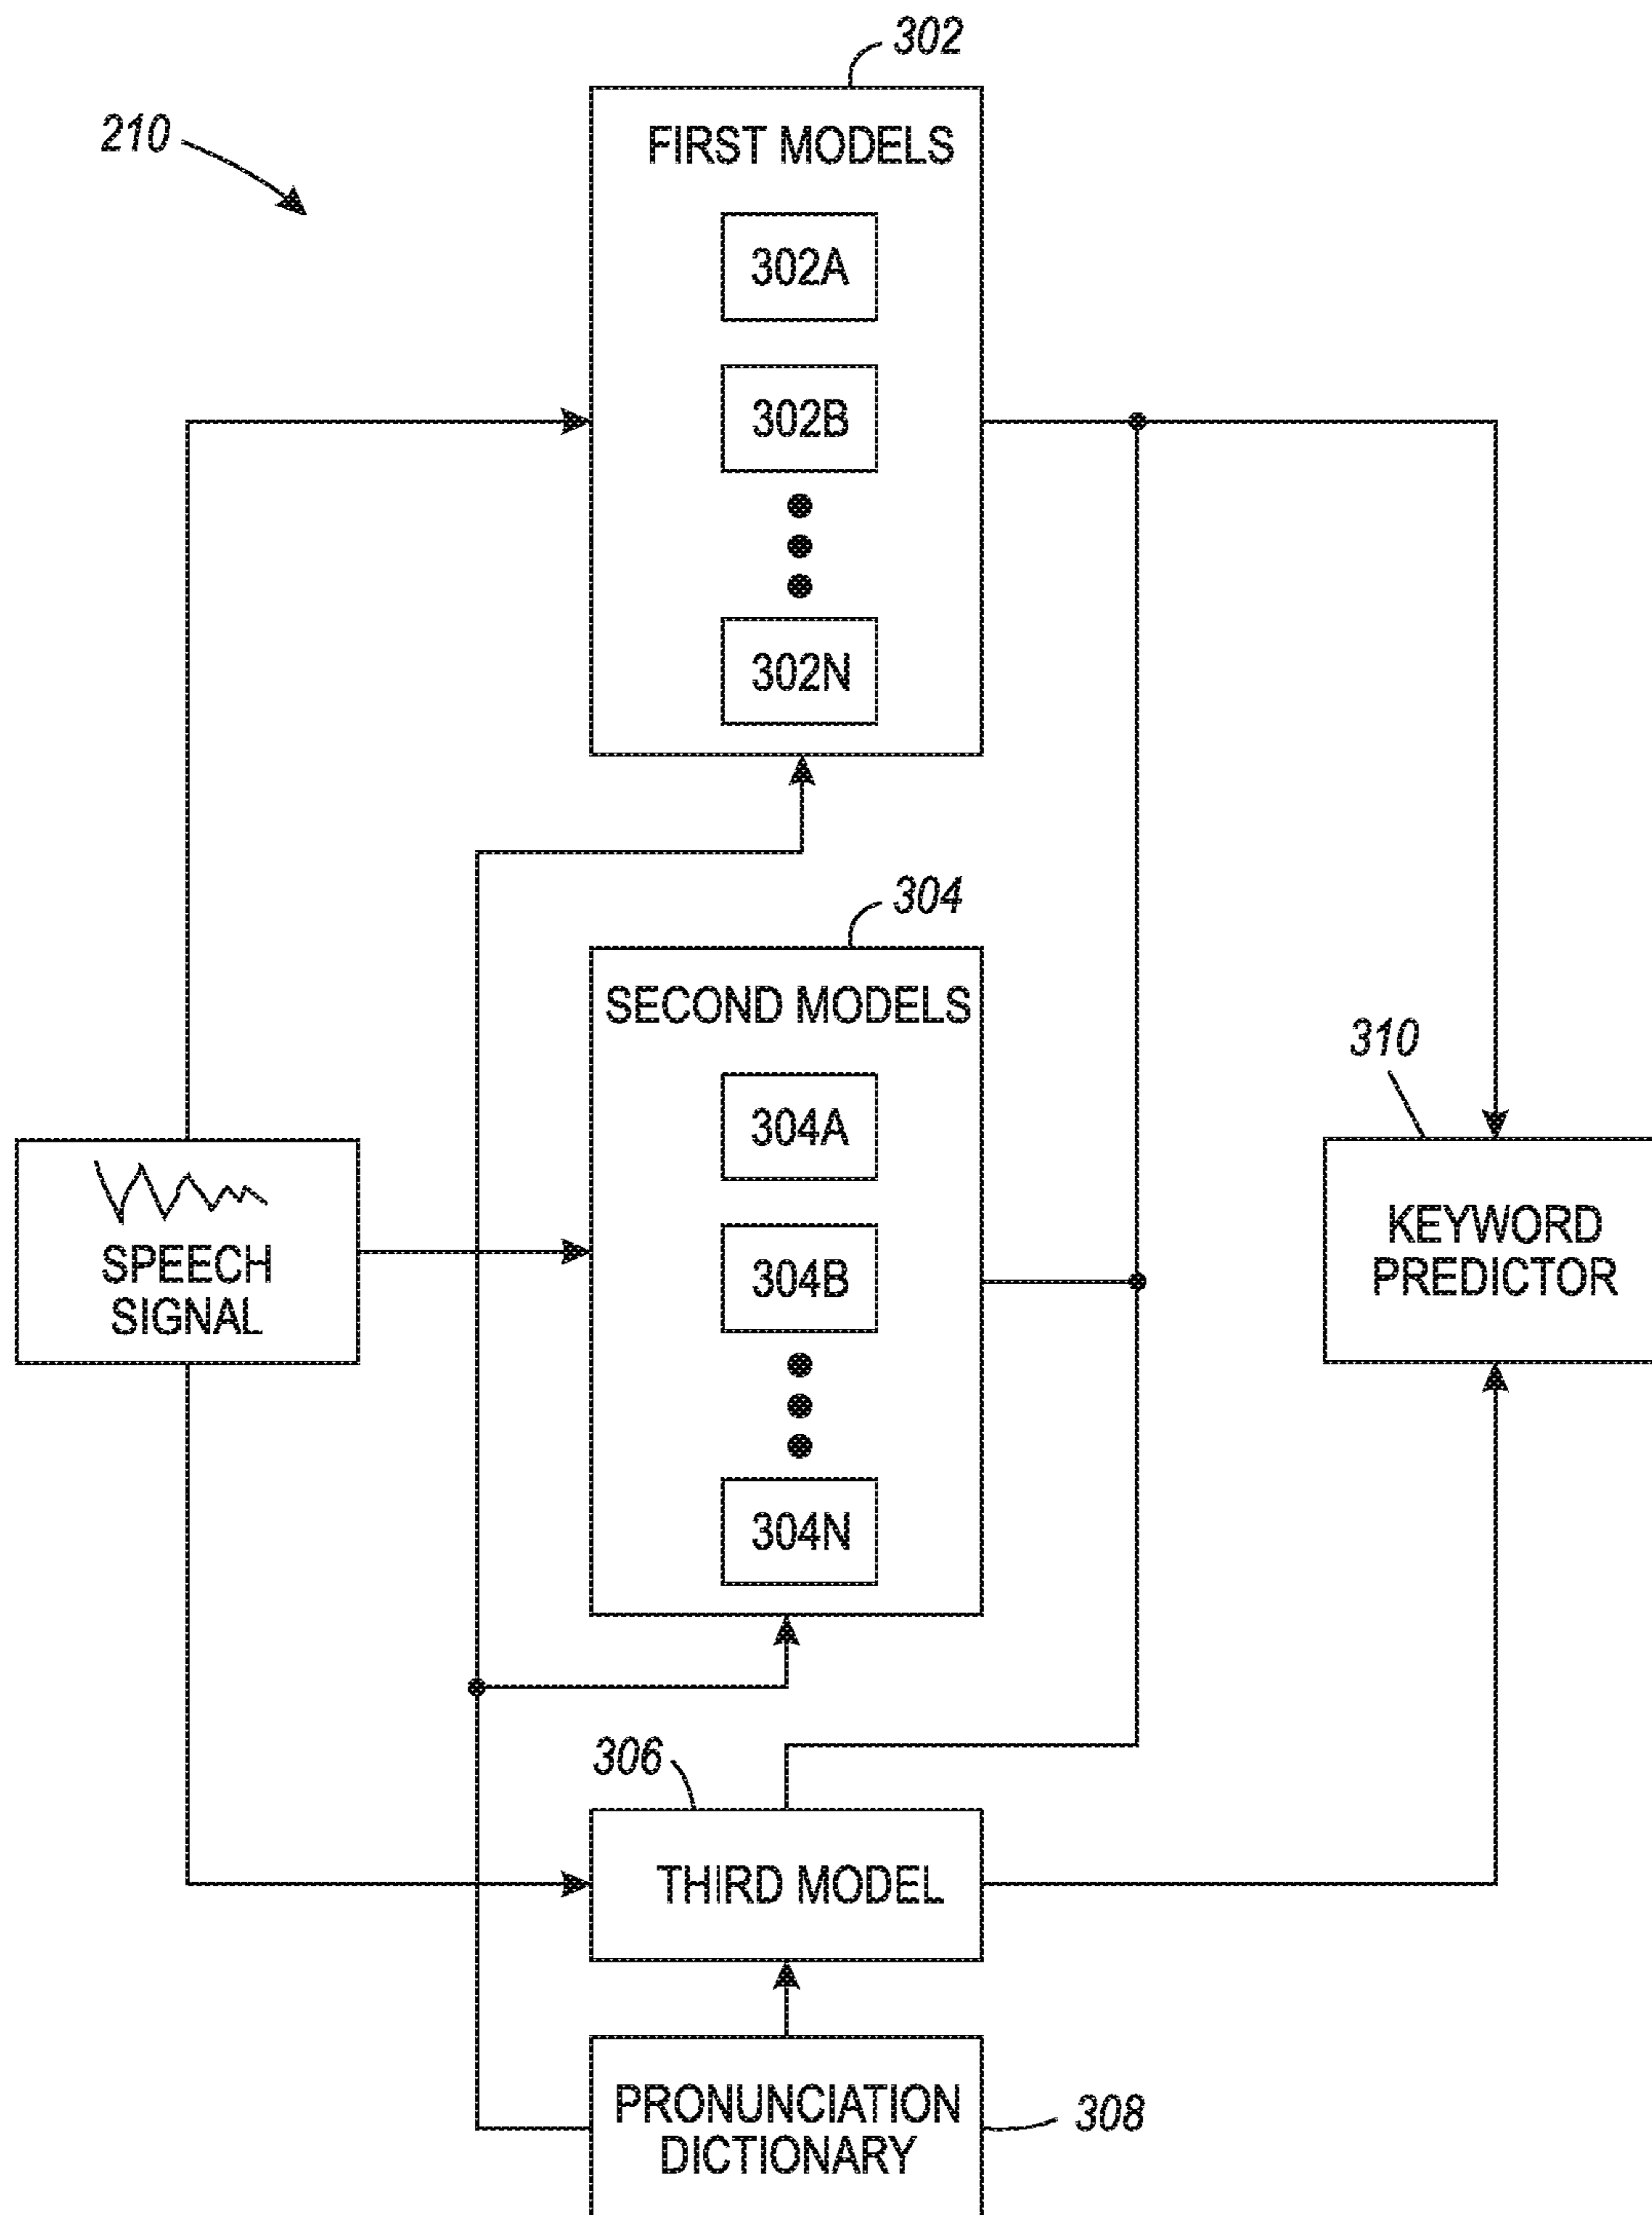 302
210
FIRST MODELS
302A
302B
302N
304
SECOND MODELS
304A
304B
304N
310
SPEECH
SIGNAL
KEYWORD
PREDICTOR
306
THIRD MODEL
PRONUNCIATION
DICTIONARY
308